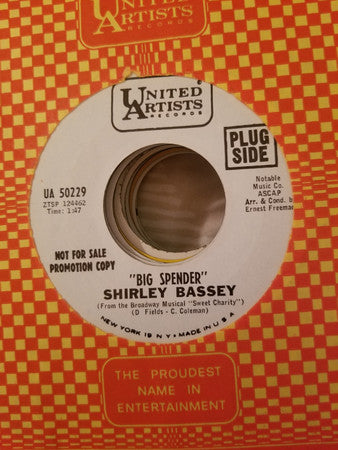 UNITED
ARTISTS
RECORDS
UNITED
ARTISTS
RECORDS
PLUG
SIDE
UA 50229
ZTSP 124462
Time: 1:47
Notable
Music Co.
ASCAP
Arr. & Cond. b
Ernest Freeman
NOT FOR SALE
PROMOTION COPY
"BIG SPENDER"
SHIRLEY BASSEY
(From the Broadway Musical "Sweet Charity")
(D Fields - C. Coleman)
NEW YORK 19 N.Y. • MADE IN U.S.A
THE PROUDEST
NAME IN
ENTERTAINMENT